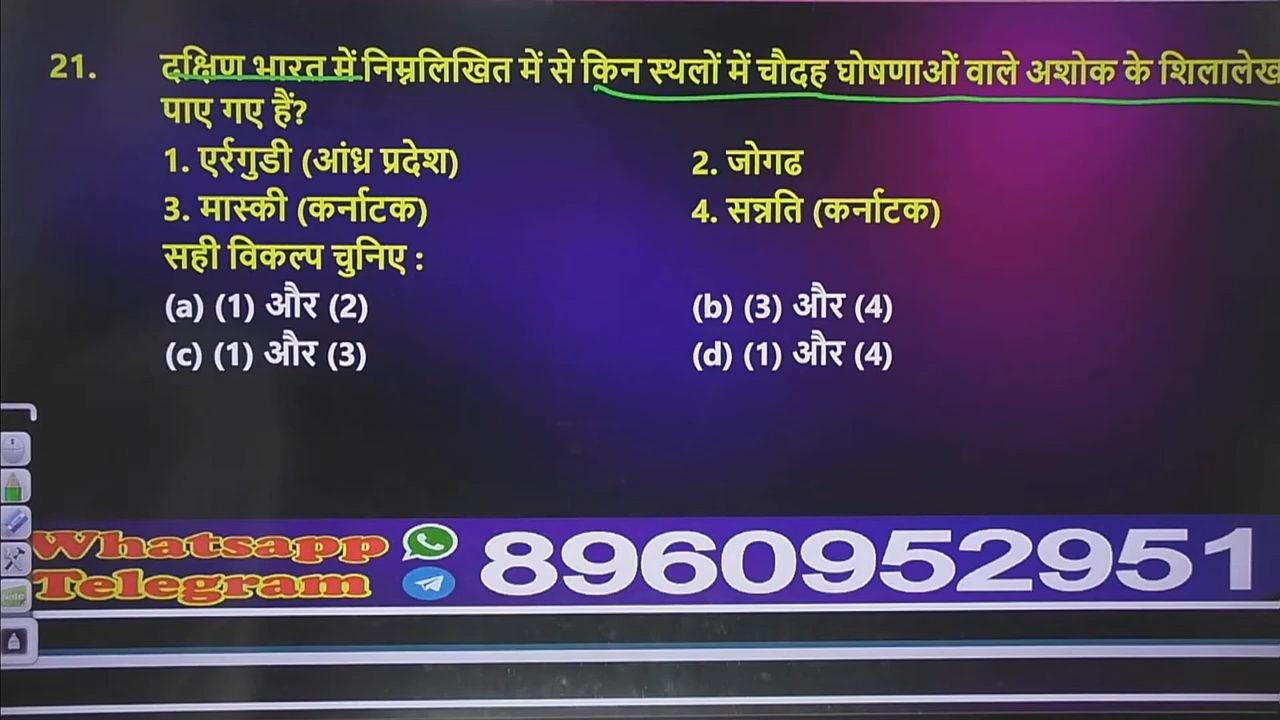 21. दक्षिण भारत में निम्नलिखित में से किन स्थलों में चौदह घोषणाओं वाले अशोक के शिलालेख
पाए गए हैं?
1. एर्रगुडी (आंध्र प्रदेश) 2. जोगढ
3. मास्की (कर्नाटक) 4. सन्नति (कर्नाटक)
सही विकल्प चुनिए :
(a) (1) और (2) (b) (3) और (4)
(c) (1) और (3) (d) (1) और (4)
Whatsapp 8960952951
Telegram
Note